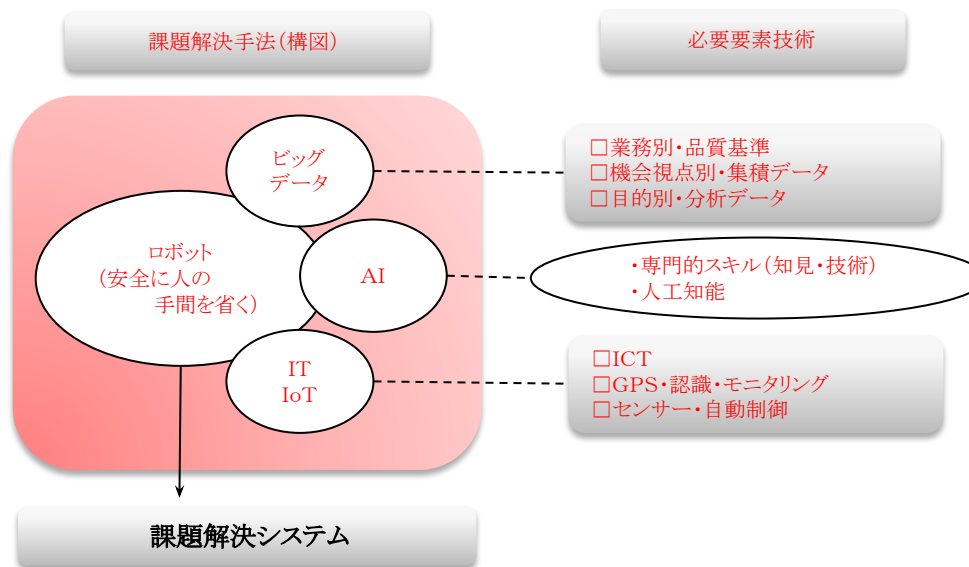 課題解決手法（構図）
必要要素技術
ビッグ
データ
□業務別・品質基準
□機会視点別・集積データ
□目的別・分析データ
ロボット
（安全に人の
手間を省く）
AI
・専門的スキル（知見・技術）
・人工知能
IT
IoT
□ICT
□GPS・認識・モニタリング
□センサー・自動制御
課題解決システム